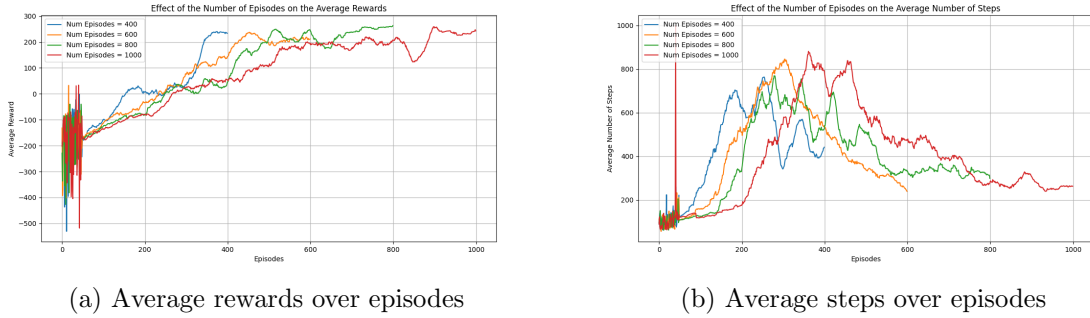 Effect of the Number of Episodes on the Average Rewards
Num Episodes = 400
Num Episodes = 600
Num Episodes = 800
Num Episodes = 1000
300
200
100
0
−100
−200
−300
−400
−500
Average Reward
0
200
400
600
800
1000
Episodes
(a) Average rewards over episodes
Effect of the Number of Episodes on the Average Number of Steps
Num Episodes = 400
Num Episodes = 600
Num Episodes = 800
Num Episodes = 1000
1000
800
600
400
200
Average Number of Steps
0
200
400
600
800
1000
Episodes
(b) Average steps over episodes